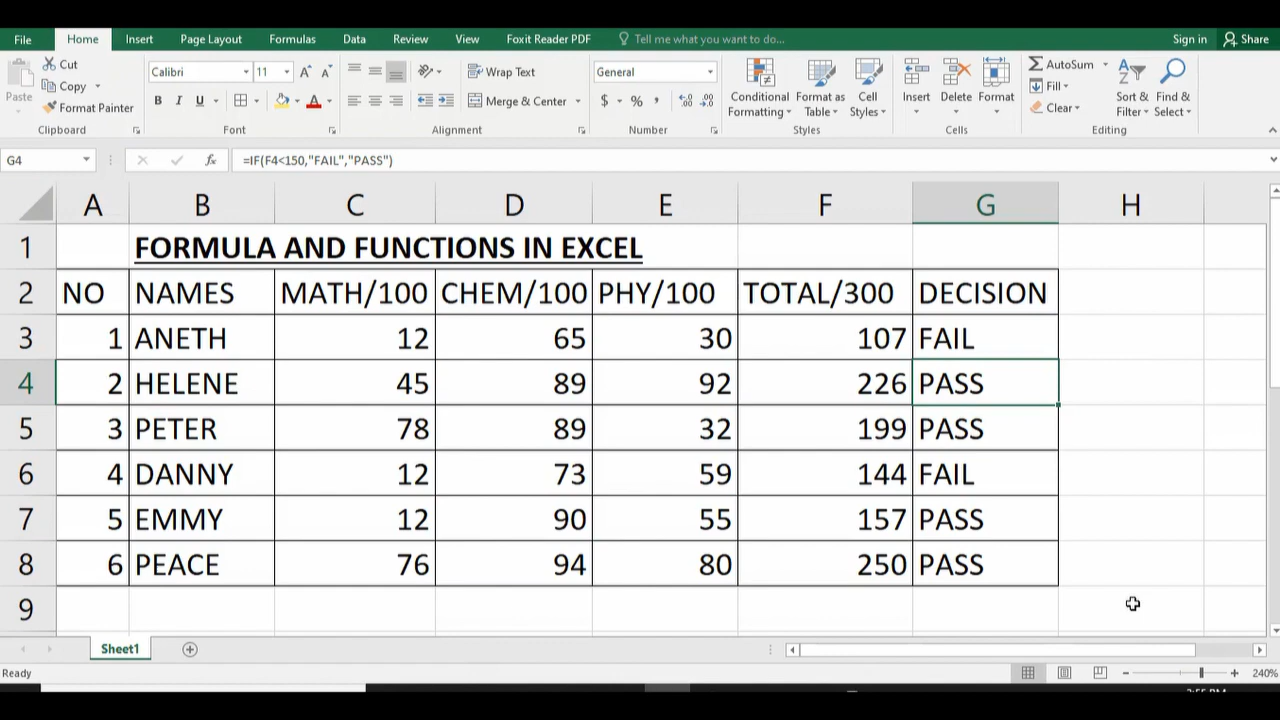 File Home Insert Page Layout Formulas Data Review View Foxit Reader PDF Tell me what you want to do... Sign in Share
Paste Cut Copy Format Painter
Clipboard
Calibri 11
B I U
Font
Wrap Text
Merge & Center
Alignment
General
$ % ,
Number
Conditional Formatting Format as Table Cell Styles
Styles
Insert Delete Format
Cells
AutoSum Fill Clear
Sort & Filter Find & Select
Editing
G4 fx =IF(F4<150,"FAIL","PASS")
A B C D E F G H
1 FORMULA AND FUNCTIONS IN EXCEL
2 NO NAMES MATH/100 CHEM/100 PHY/100 TOTAL/300 DECISION
3 1 ANETH 12 65 30 107 FAIL
4 2 HELENE 45 89 92 226 PASS
5 3 PETER 78 89 32 199 PASS
6 4 DANNY 12 73 59 144 FAIL
7 5 EMMY 12 90 55 157 PASS
8 6 PEACE 76 94 80 250 PASS
9
Sheet1
Ready 240%